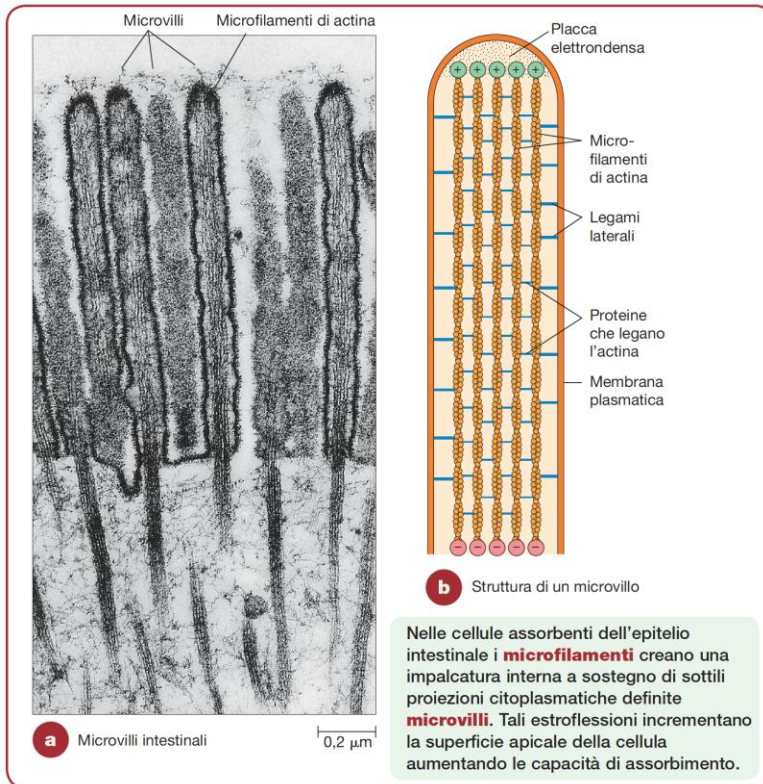 Microvilli
Microfilamenti di actina
a
Microvilli intestinali
0,2 μm
Placca
elettrondensa
+ + + + +
Micro-
filamenti
di actina
Legami
laterali
Proteine
che legano
l'actina
Membrana
plasmatica
− − − − −
b
Struttura di un microvillo
Nelle cellule assorbenti dell'epitelio
intestinale i microfilamenti creano una
impalcatura interna a sostegno di sottili
proiezioni citoplasmatiche definite
microvilli. Tali estroflessioni incrementano
la superficie apicale della cellula
aumentando le capacità di assorbimento.